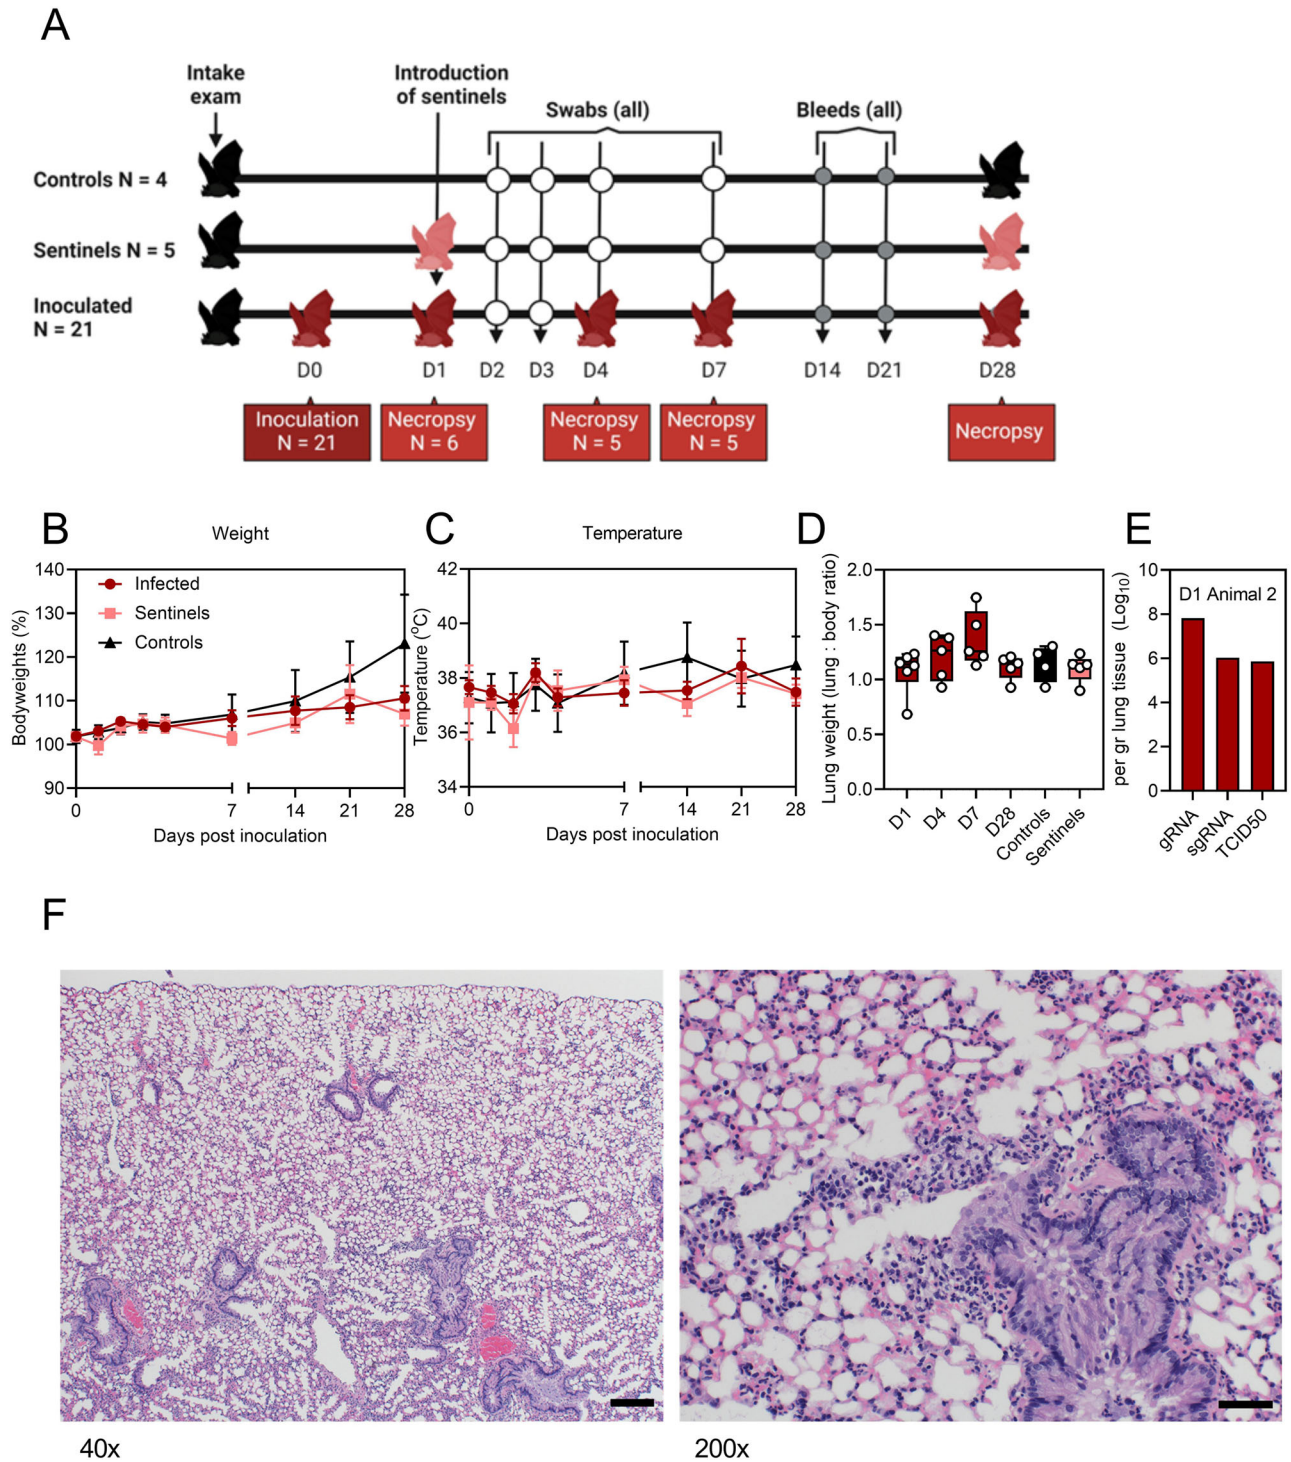 A
Intake
exam
Introduction
of sentinels
Swabs (all)
Bleeds (all)
Controls N = 4
Sentinels N = 5
Inoculated
N = 21
D0
D1
D2
D3
D4
D7
D14
D21
D28
Inoculation
N = 21
Necropsy
N = 6
Necropsy
N = 5
Necropsy
N = 5
Necropsy
B
Weight
Bodyweights (%)
140
130
120
110
100
90
Infected
Sentinels
Controls
0
7
14
21
28
Days post inoculation
C
Temperature
Temperature (⁰C)
42
40
38
36
34
0
7
14
21
28
Days post inoculation
D
Lung weight (lung : body ratio)
2.0
1.5
1.0
0.5
0.0
D1
D4
D7
D28
Controls
Sentinels
E
per gr lung tissue (Log₁₀)
10
8
6
4
2
0
D1 Animal 2
gRNA
sgRNA
TCID50
F
40x
200x